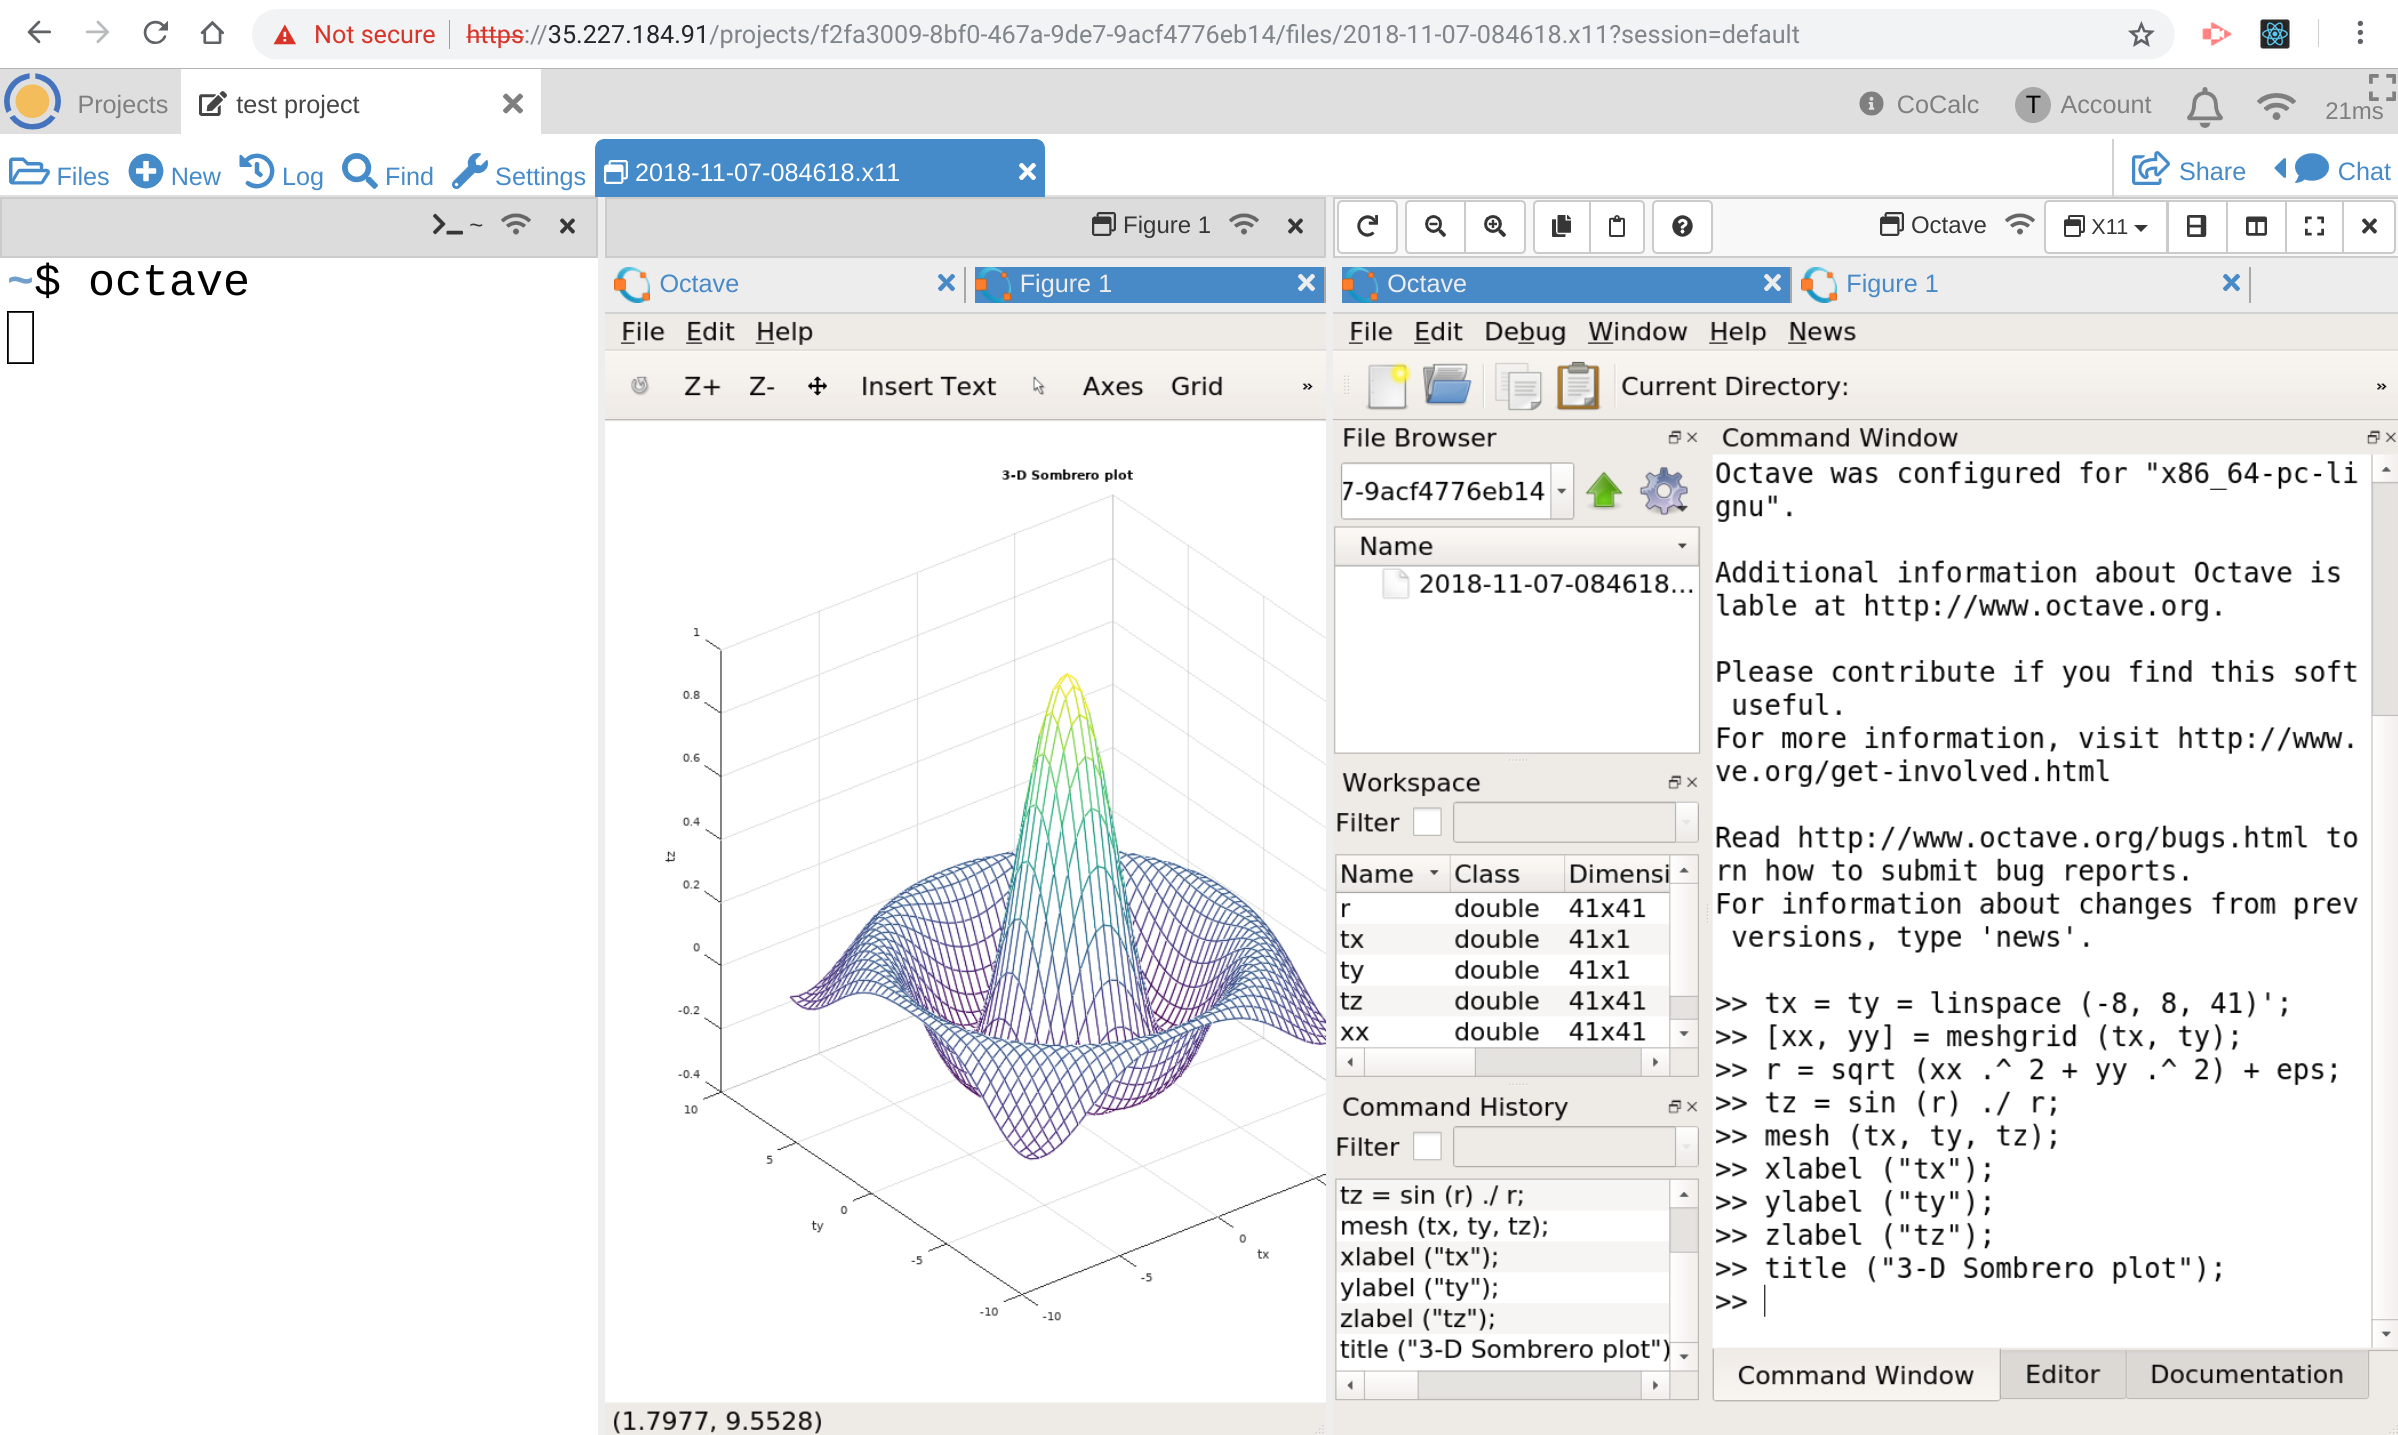 Not secure https://35.227.184.91/projects/f2fa3009-8bf0-467a-9de7-9acf4776eb14/files/2018-11-07-084618.x11?session=default
Projects test project CoCalc T Account 21ms
Files New Log Find Settings 2018-11-07-084618.x11 Share Chat
~ Figure 1 Octave X11
~$ octave
Octave Figure 1
File Edit Help
Z+ Z- Insert Text Axes Grid »
3-D Sombrero plot
1
0.8
0.6
0.4
tz
0.2
0
-0.2
-0.4
10
5
0
ty
-5
-10
-10
-5
0
tx
(1.7977, 9.5528)
Octave Figure 1
File Edit Debug Window Help News
Current Directory: »
File Browser
7-9acf4776eb14
Name
2018-11-07-084618...
Workspace
Filter
Name Class Dimensi
r double 41x41
tx double 41x1
ty double 41x1
tz double 41x41
xx double 41x41
Command History
Filter
tz = sin (r) ./ r;
mesh (tx, ty, tz);
xlabel ("tx");
ylabel ("ty");
zlabel ("tz");
title ("3-D Sombrero plot")
Command Window
Octave was configured for "x86_64-pc-li
gnu".
Additional information about Octave is
lable at http://www.octave.org.
Please contribute if you find this soft
useful.
For more information, visit http://www.
ve.org/get-involved.html
Read http://www.octave.org/bugs.html to
rn how to submit bug reports.
For information about changes from prev
versions, type 'news'.
>> tx = ty = linspace (-8, 8, 41)';
>> [xx, yy] = meshgrid (tx, ty);
>> r = sqrt (xx .^ 2 + yy .^ 2) + eps;
>> tz = sin (r) ./ r;
>> mesh (tx, ty, tz);
>> xlabel ("tx");
>> ylabel ("ty");
>> zlabel ("tz");
>> title ("3-D Sombrero plot");
>>
Command Window Editor Documentation